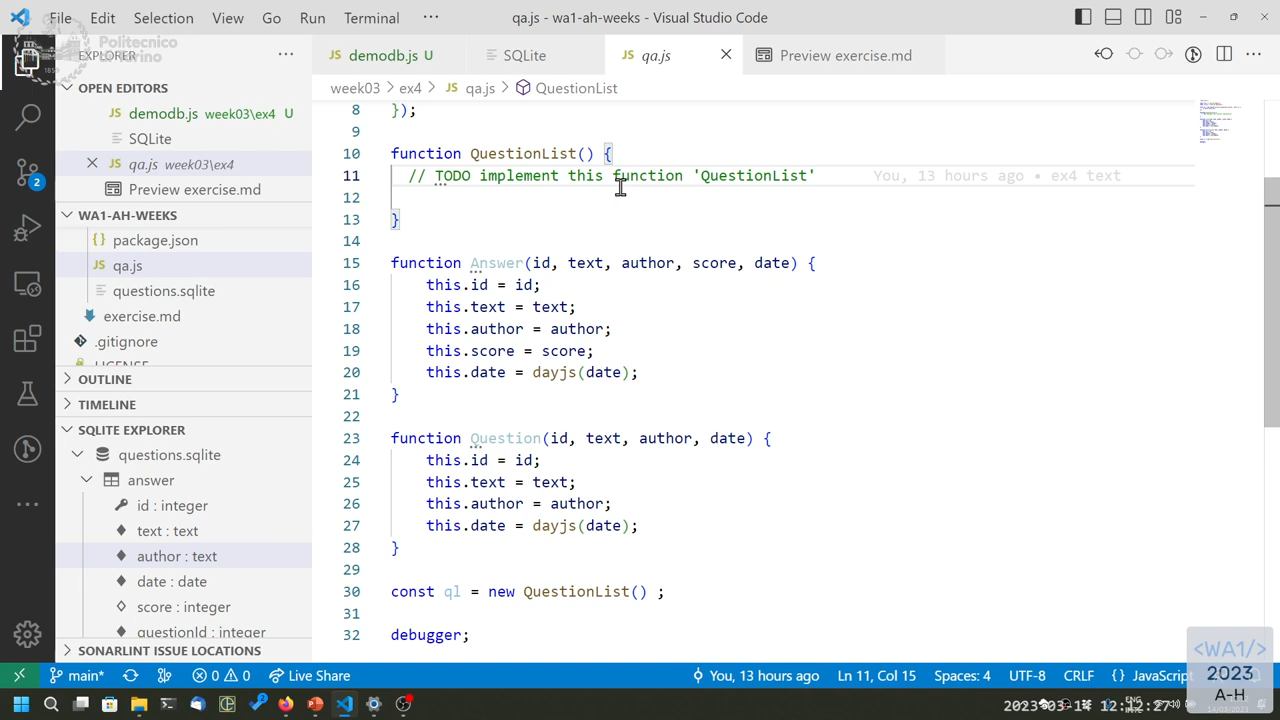 File Edit Selection View Go Run Terminal ··· qa.js - wa1-ah-weeks - Visual Studio Code
Politecnico
di Torino
1859
EXPLORER
OPEN EDITORS
JS demodb.js week03\ex4 U
SQLite
JS qa.js week03\ex4
Preview exercise.md
WA1-AH-WEEKS
{} package.json
JS qa.js
questions.sqlite
exercise.md
.gitignore
LICENSE
OUTLINE
TIMELINE
SQLITE EXPLORER
questions.sqlite
answer
id : integer
text : text
author : text
date : date
score : integer
questionId : integer
SONARLINT ISSUE LOCATIONS
2
JS demodb.js U SQLite JS qa.js Preview exercise.md
week03 > ex4 > JS qa.js > QuestionList
8 });
9
10 function QuestionList() {
11 // TODO implement this function 'QuestionList' You, 13 hours ago • ex4 text
12
13 }
14
15 function Answer(id, text, author, score, date) {
16 this.id = id;
17 this.text = text;
18 this.author = author;
19 this.score = score;
20 this.date = dayjs(date);
21 }
22
23 function Question(id, text, author, date) {
24 this.id = id;
25 this.text = text;
26 this.author = author;
27 this.date = dayjs(date);
28 }
29
30 const ql = new QuestionList() ;
31
32 debugger;
<WA1/>
2023
A-H
main* 0 0 Live Share You, 13 hours ago Ln 11, Col 15 Spaces: 4 UTF-8 CRLF {} JavaScript